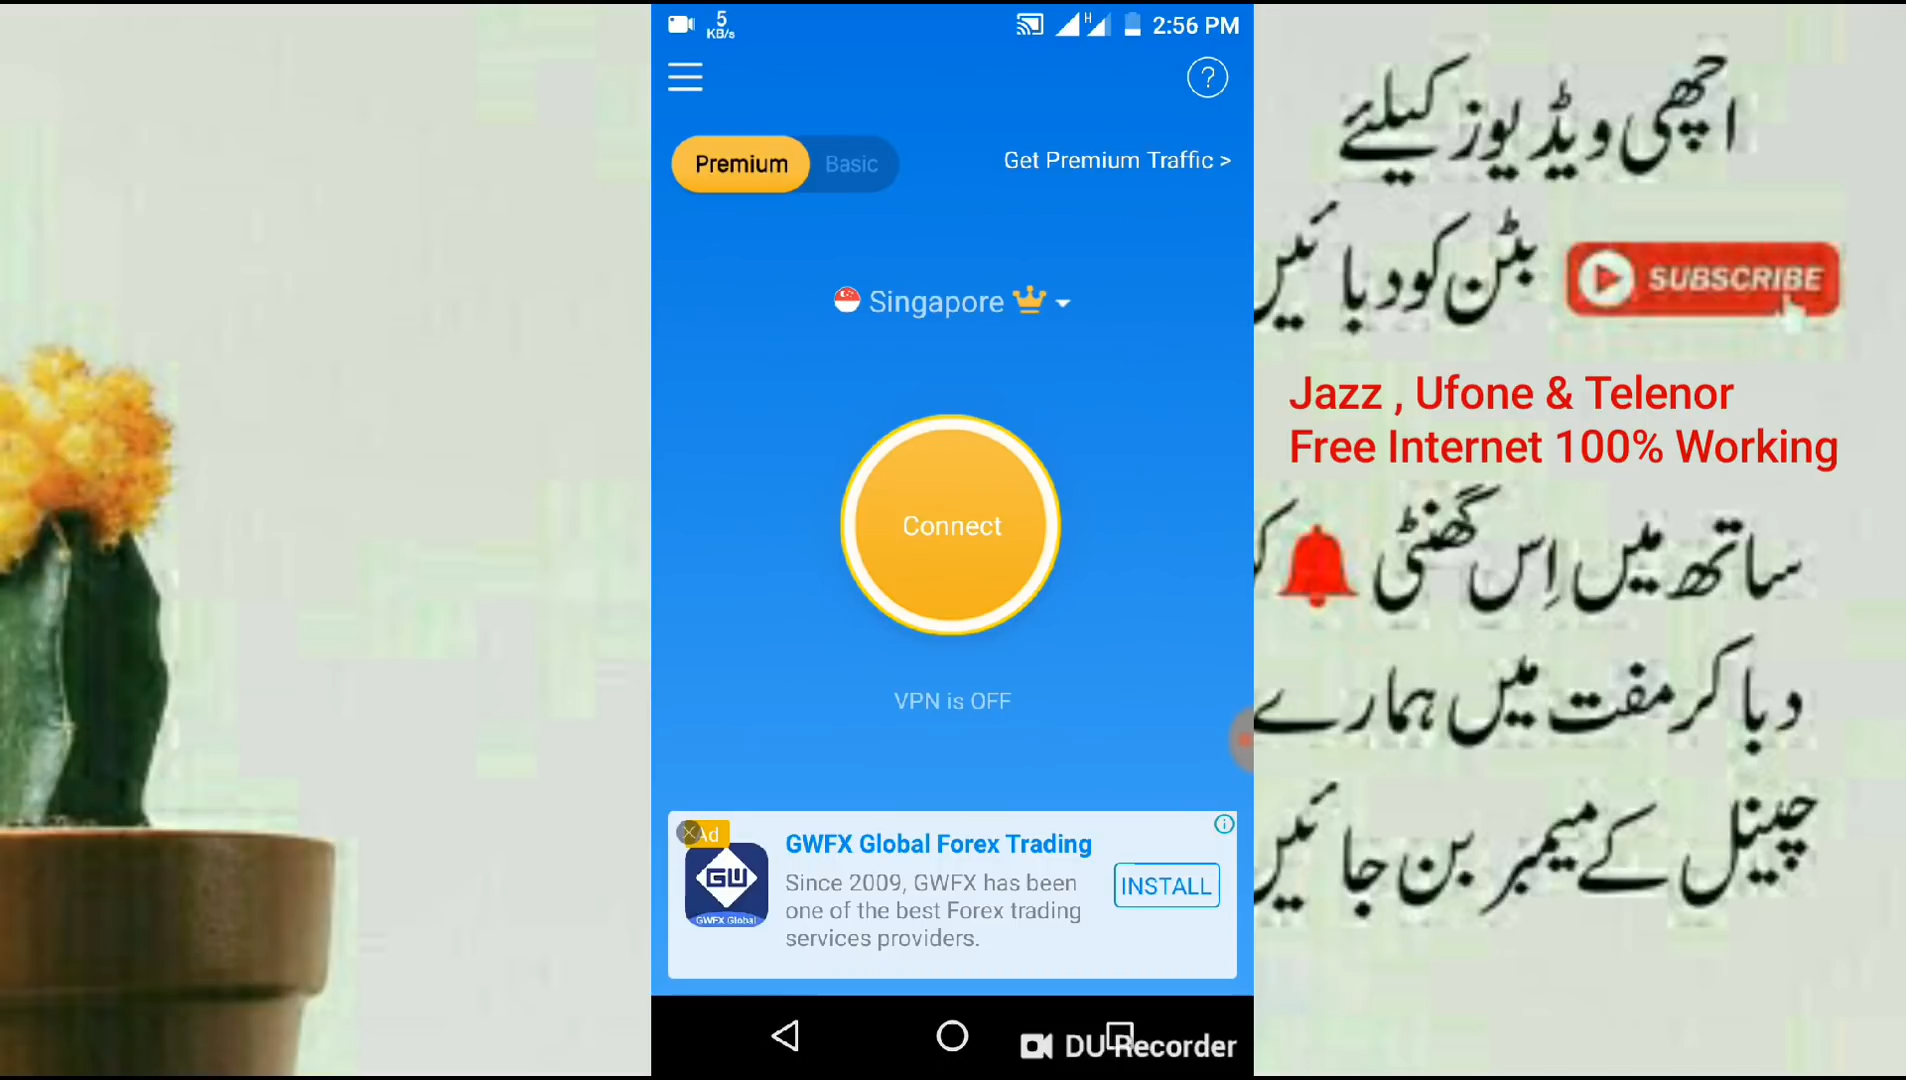 5
KB/s
H
2:56 PM
?
Premium
Basic
Get Premium Traffic >
Singapore
Connect
VPN is OFF
Ad
GWFX Global Forex Trading
Since 2009, GWFX has been
one of the best Forex trading
services providers.
INSTALL
GW
GWFX Global
DU Recorder
اچھی ویڈیوز کیلئے
بٹن کو دبائیں
SUBSCRIBE
Jazz , Ufone & Telenor
Free Internet 100% Working
ساتھ میں اِس گھنٹی
دبا کر مفت میں ہمارے
چینل کے میمبر بن جائیں